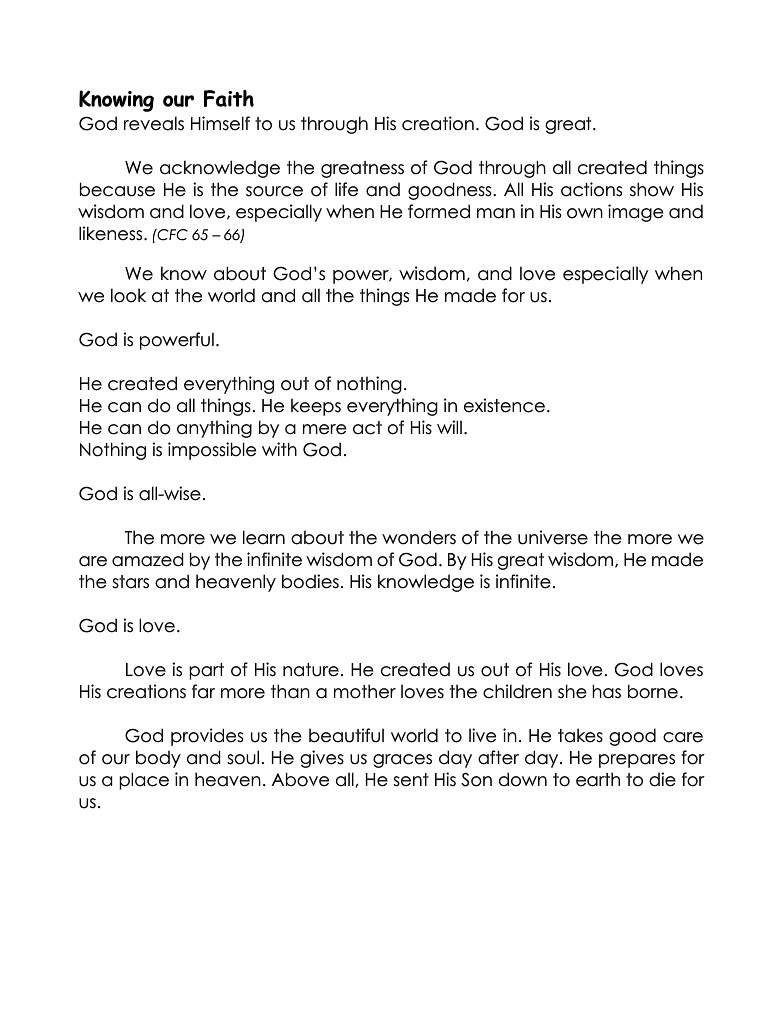 Knowing our Faith
God reveals Himself to us through His creation. God is great.
We acknowledge the greatness of God through all created things
because He is the source of life and goodness. All His actions show His
wisdom and love, especially when He formed man in His own image and
likeness. (CFC 65 – 66)
We know about God’s power, wisdom, and love especially when
we look at the world and all the things He made for us.
God is powerful.
He created everything out of nothing.
He can do all things. He keeps everything in existence.
He can do anything by a mere act of His will.
Nothing is impossible with God.
God is all-wise.
The more we learn about the wonders of the universe the more we
are amazed by the infinite wisdom of God. By His great wisdom, He made
the stars and heavenly bodies. His knowledge is infinite.
God is love.
Love is part of His nature. He created us out of His love. God loves
His creations far more than a mother loves the children she has borne.
God provides us the beautiful world to live in. He takes good care
of our body and soul. He gives us graces day after day. He prepares for
us a place in heaven. Above all, He sent His Son down to earth to die for
us.